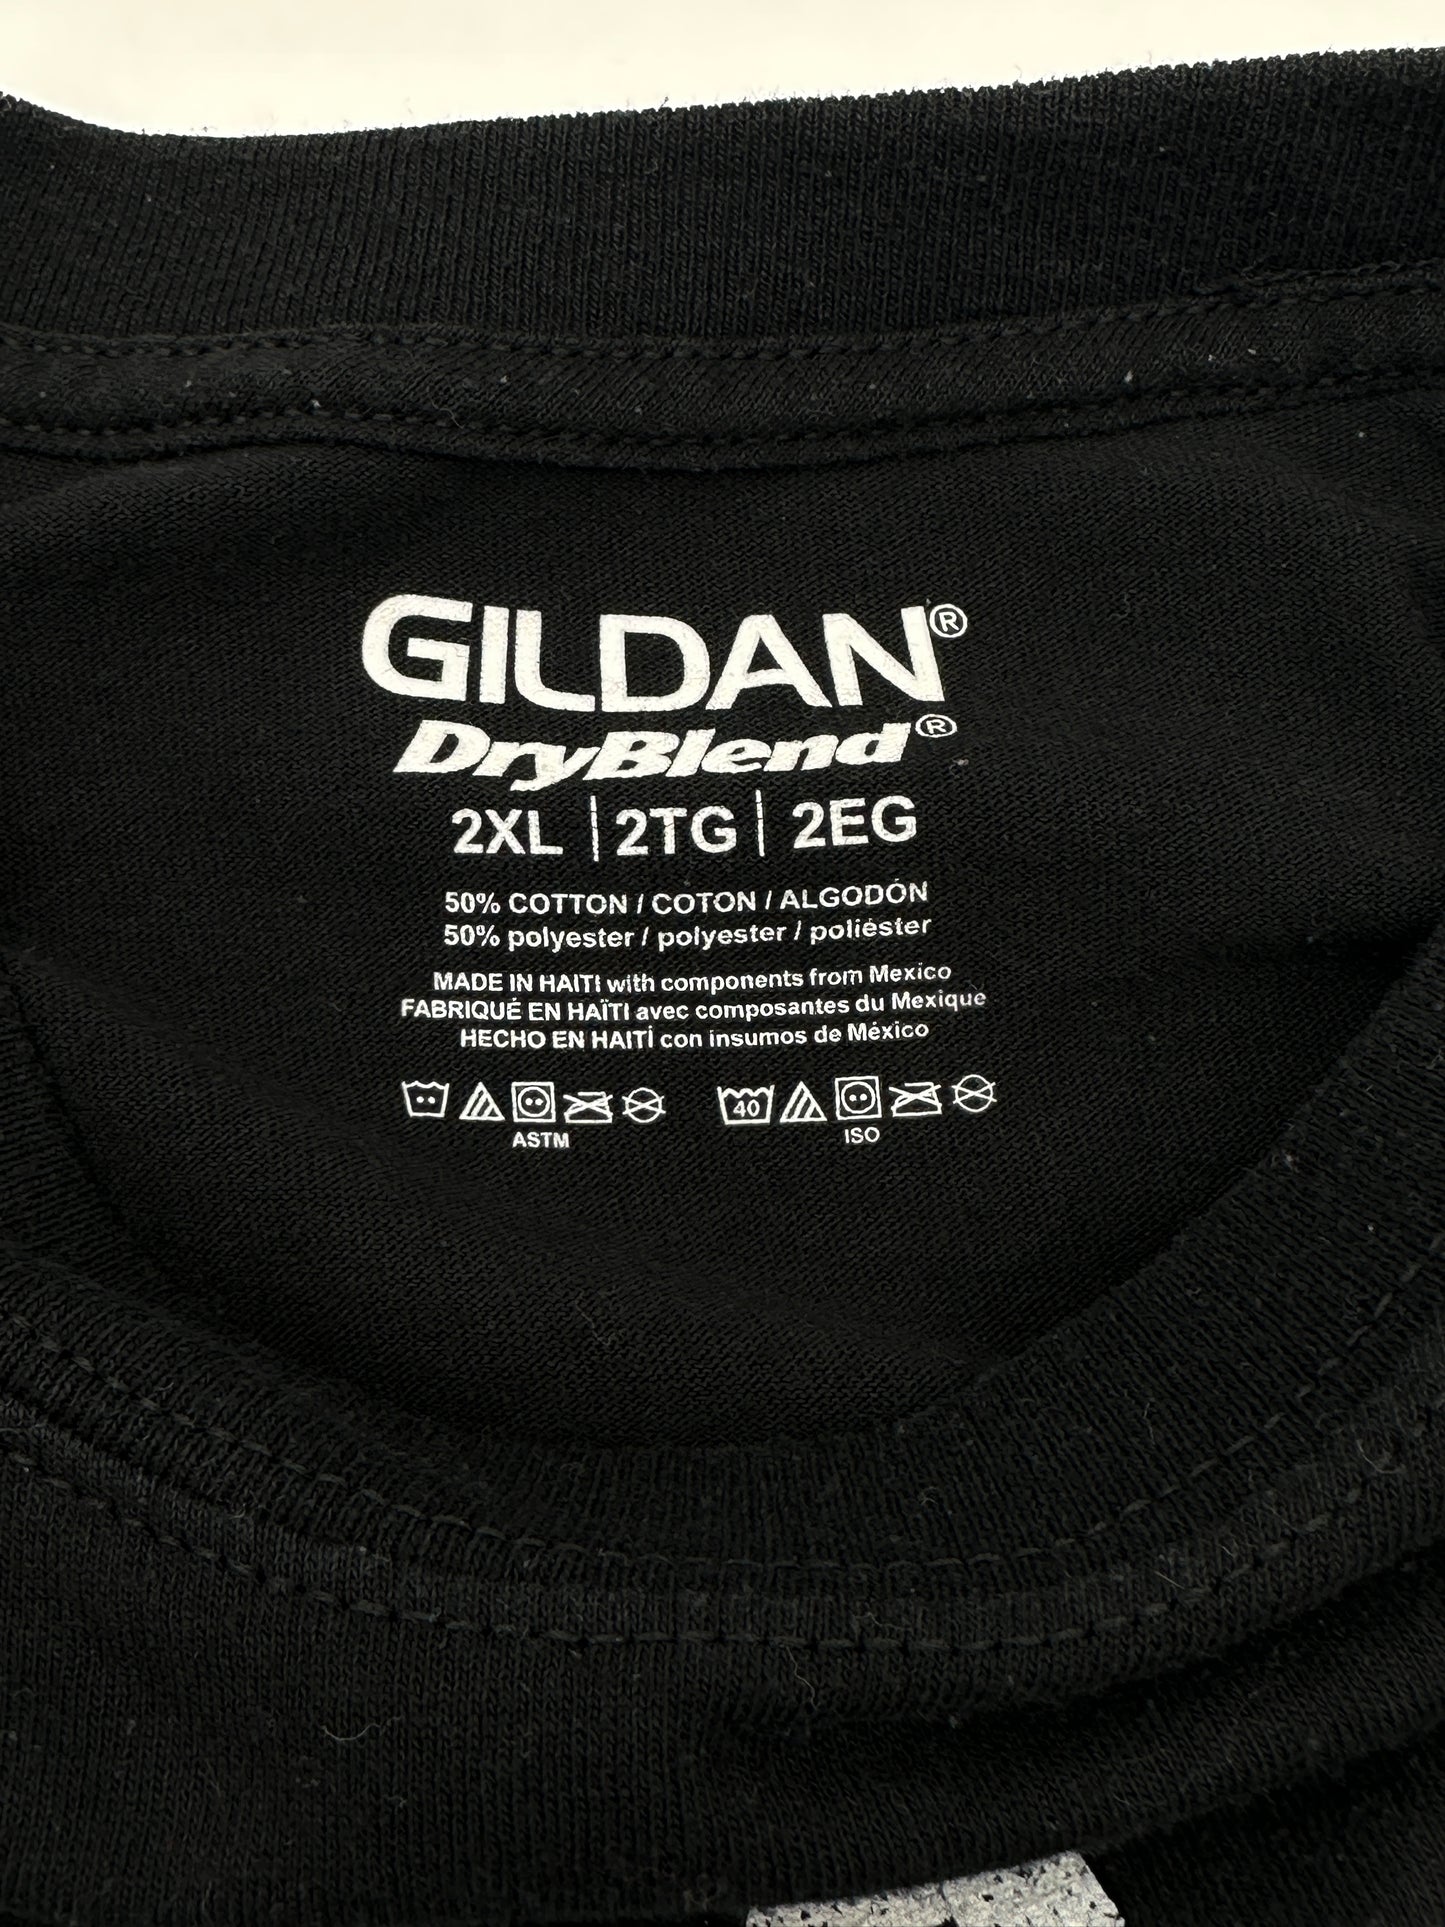 GILDAN®
DryBlend®
2XL | 2TG | 2EG
50% COTTON / COTON / ALGODÓN
50% polyester / polyester / poliéster
MADE IN HAITI with components from Mexico
FABRIQUÉ EN HAÏTI avec composantes du Mexique
HECHO EN HAITÍ con insumos de México
40
ASTM ISO